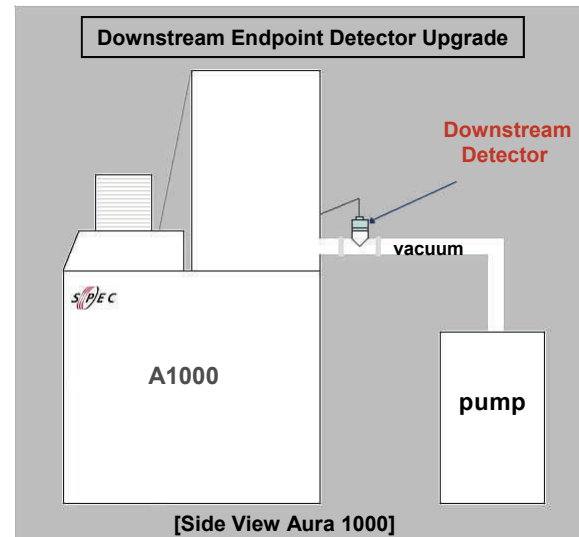 Downstream Endpoint Detector Upgrade
Downstream
Detector
vacuum
SPEC
A1000
pump
[Side View Aura 1000]